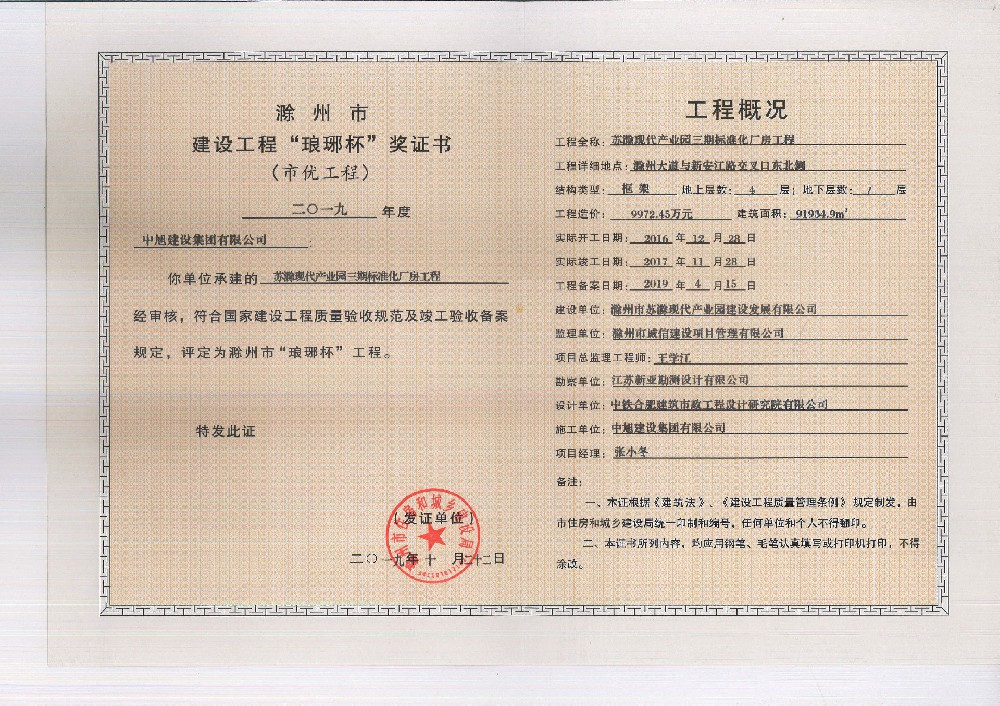 滁州市
建设工程“琅琊杯”奖证书
（市优工程）
二〇一九 年度
中旭建设集团有限公司：
你单位承建的 苏滁现代产业园三期标准化厂房工程
经审核，符合国家建设工程质量验收规范及竣工验收备案
规定，评定为滁州市“琅琊杯”工程。
特发此证
（发证单位）
二〇一九年十 月二十二日
滁州市住房和城乡建设局
工程概况
工程全称：苏滁现代产业园三期标准化厂房工程
工程详细地点：滁州大道与新安江路交叉口东北侧
结构类型：框架 地上层数：4 层；地下层数：/ 层
工程造价：9972.45万元 建筑面积：91934.9m²
实际开工日期：2016 年 12 月 28 日
实际竣工日期：2017 年 11 月 28 日
工程备案日期：2019 年 4 月 15 日
建设单位：滁州市苏滁现代产业园建设发展有限公司
监理单位：滁州市威信建设项目管理有限公司
项目总监理工程师：王学江
勘察单位：江苏新亚勘测设计有限公司
设计单位：中铁合肥建筑市政工程设计研究院有限公司
施工单位：中旭建设集团有限公司
项目经理：张小冬
备注：
一、本证根据《建筑法》、《建设工程质量管理条例》规定制发，由
市住房和城乡建设局统一印制和编号，任何单位和个人不得翻印。
二、本证书所列内容，均应用钢笔、毛笔认真填写或打印机打印，不得
涂改。